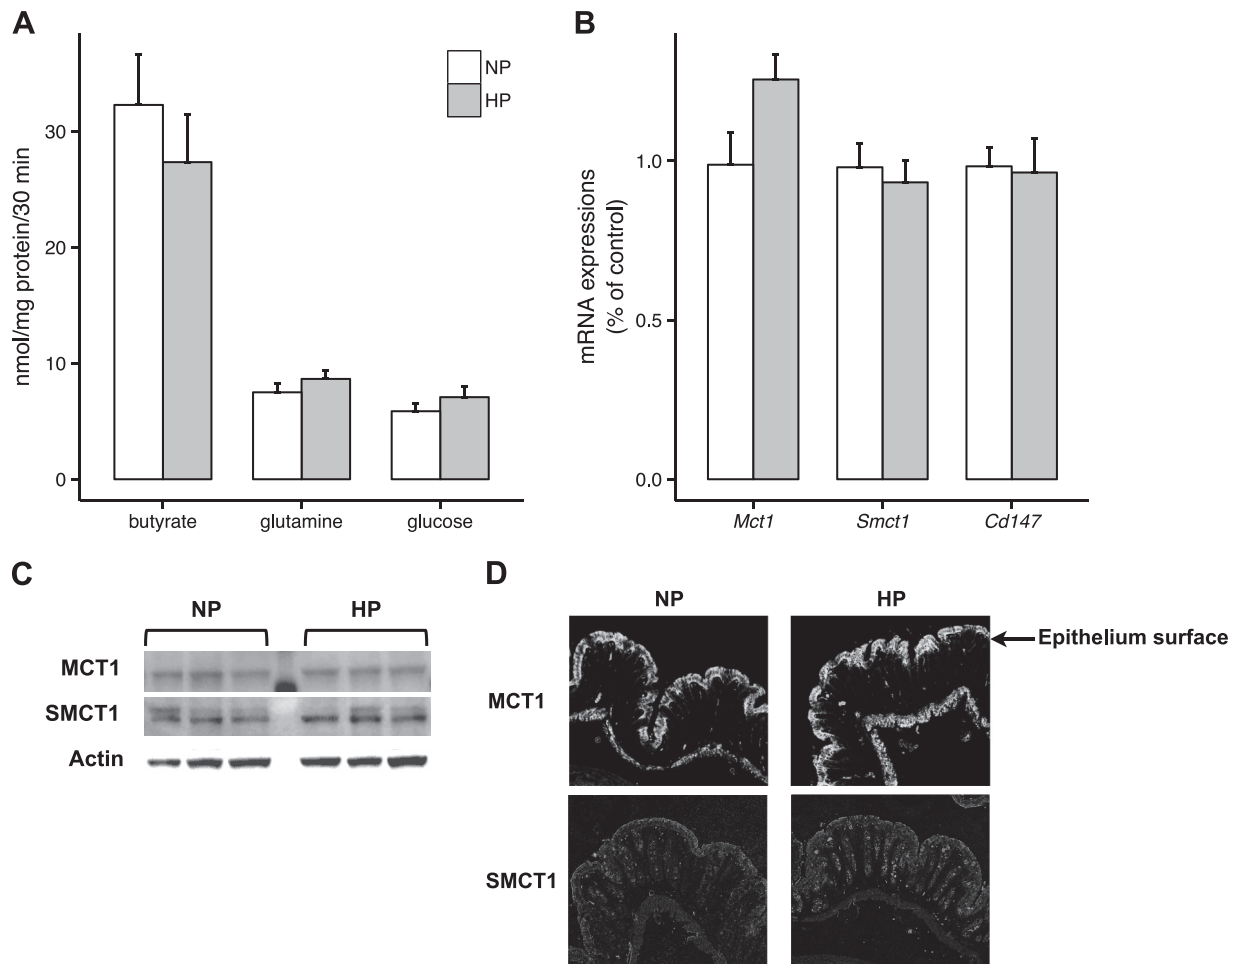 A
B
NP
HP
nmol/mg protein/30 min
30
20
10
0
butyrate
glutamine
glucose
mRNA expressions
(% of control)
1.0
0.5
0.0
Mct1
Smct1
Cd147
C
D
NP
HP
MCT1
SMCT1
Actin
NP
HP
Epithelium surface
MCT1
SMCT1